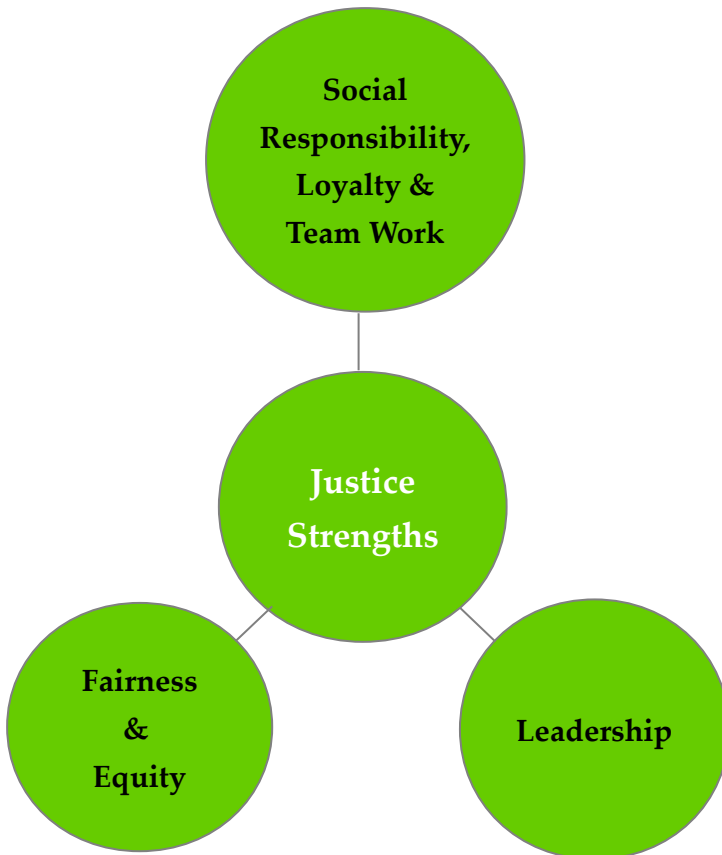 Social
Responsibility,
Loyalty &
Team Work
Justice
Strengths
Fairness
&
Equity
Leadership